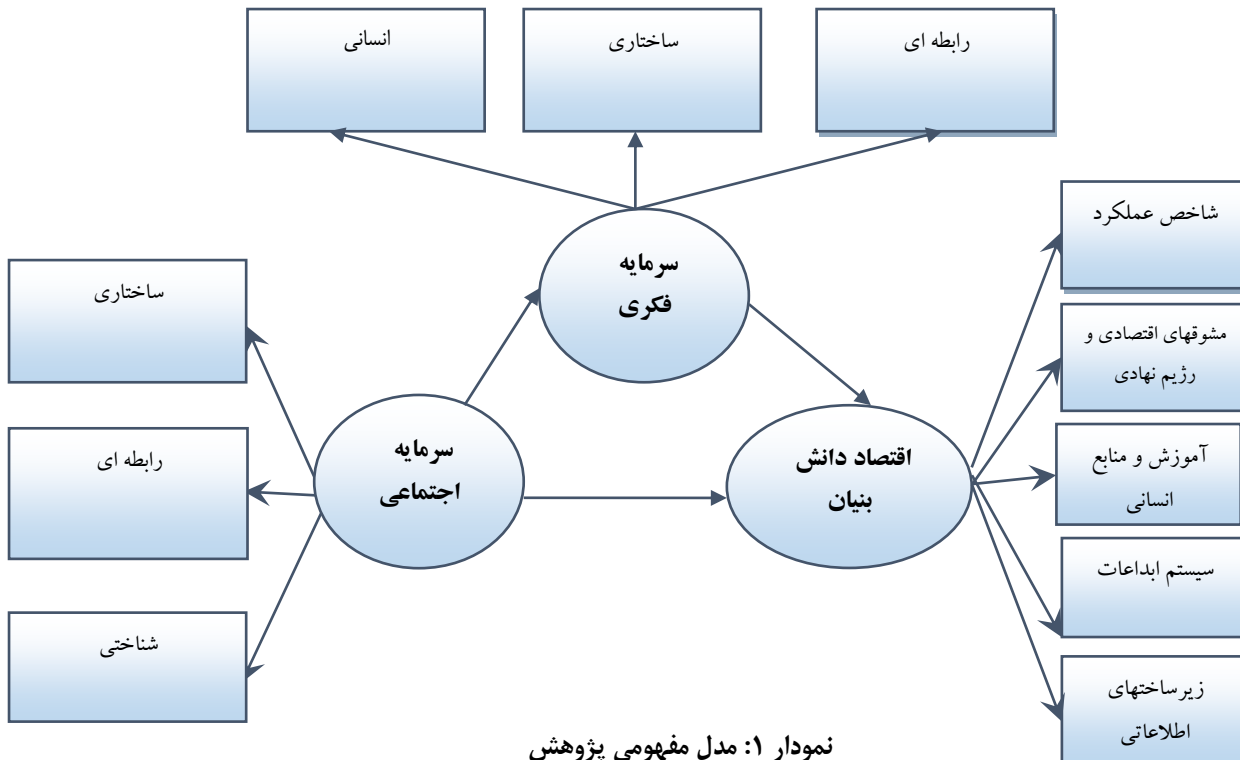 انسانی
ساختاری
رابطه ای
سرمایه
فکری
شاخص عملکرد
ساختاری
مشوقهای اقتصادی و
رژیم نهادی
سرمایه
اجتماعی
اقتصاد دانش
بنیان
رابطه ای
آموزش و منابع
انسانی
سیستم ابداعات
شناختی
زیرساختهای
اطلاعاتی
نمودار ۱: مدل مفهومی پژوهش